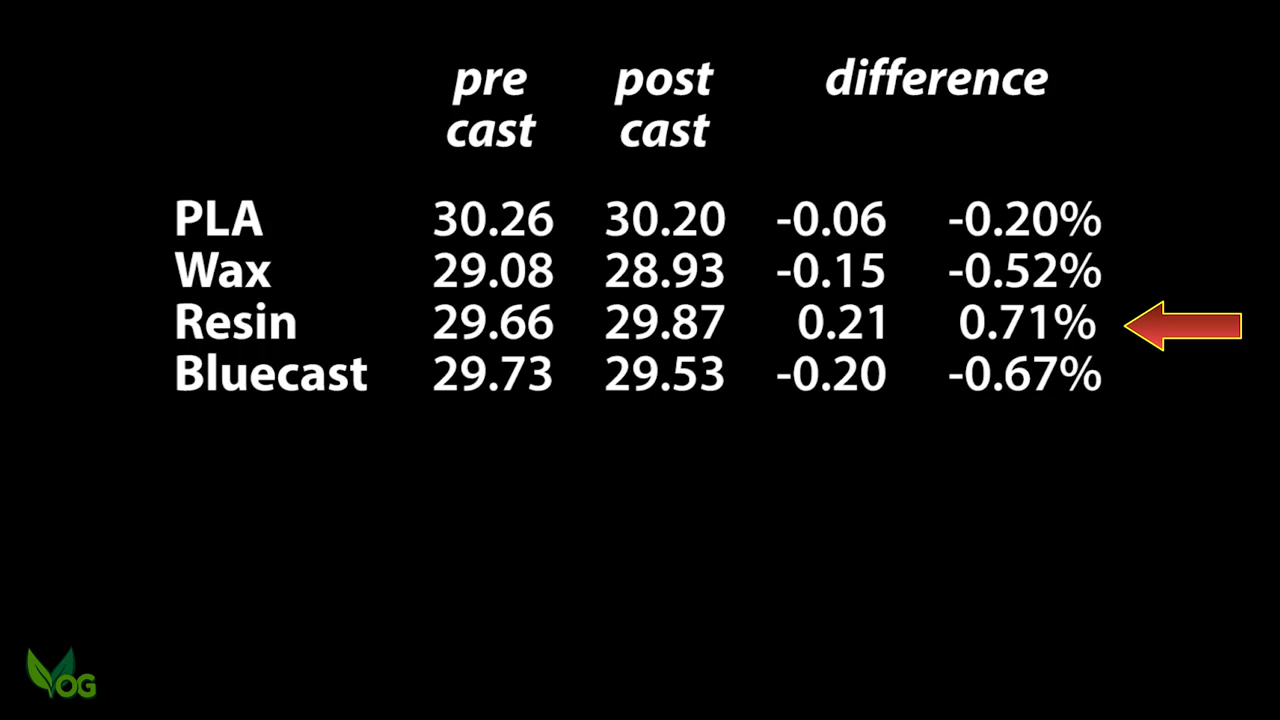 pre post difference
cast cast
PLA 30.26 30.20 -0.06 -0.20%
Wax 29.08 28.93 -0.15 -0.52%
Resin 29.66 29.87 0.21 0.71%
Bluecast 29.73 29.53 -0.20 -0.67%
VOG